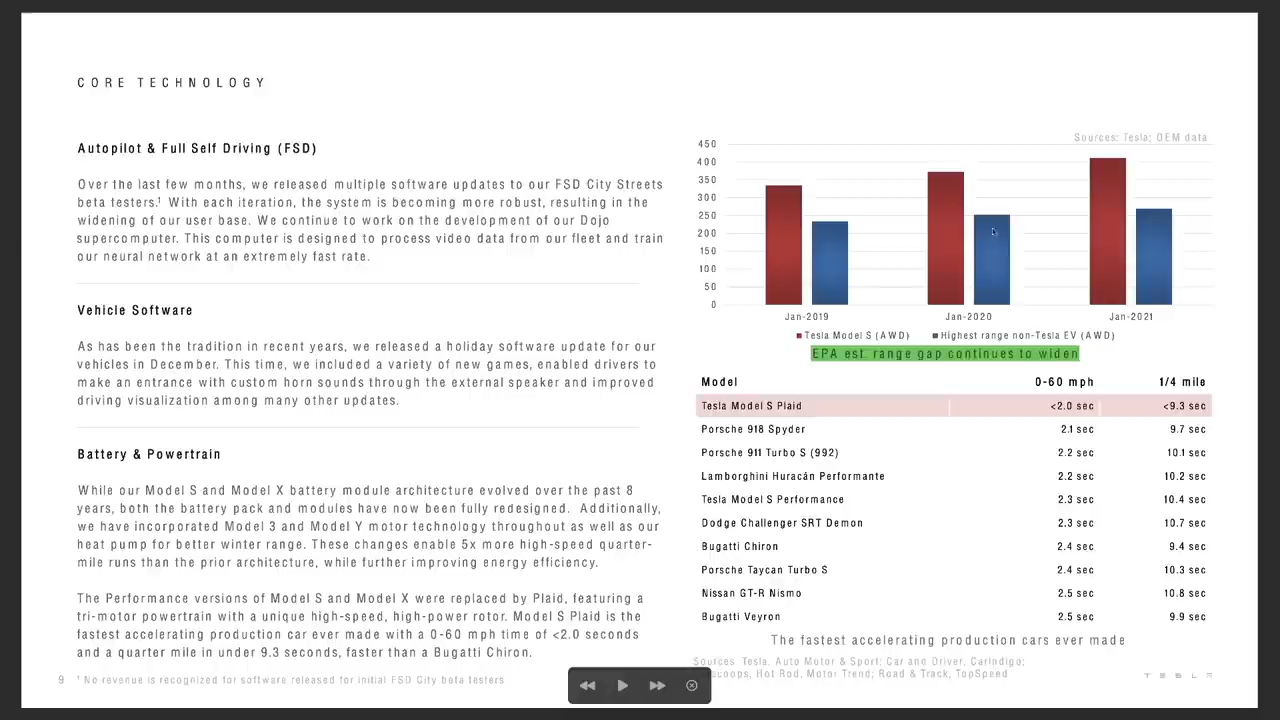 CORE TECHNOLOGY
Autopilot & Full Self Driving (FSD)
Over the last few months, we released multiple software updates to our FSD City Streets
beta testers.¹ With each iteration, the system is becoming more robust, resulting in the
widening of our user base. We continue to work on the development of our Dojo
supercomputer. This computer is designed to process video data from our fleet and train
our neural network at an extremely fast rate.
Vehicle Software
As has been the tradition in recent years, we released a holiday software update for our
vehicles in December. This time, we included a variety of new games, enabled drivers to
make an entrance with custom horn sounds through the external speaker and improved
driving visualization among many other updates.
Battery & Powertrain
While our Model S and Model X battery module architecture evolved over the past 8
years, both the battery pack and modules have now been fully redesigned. Additionally,
we have incorporated Model 3 and Model Y motor technology throughout as well as our
heat pump for better winter range. These changes enable 5x more high-speed quarter-
mile runs than the prior architecture, while further improving energy efficiency.
The Performance versions of Model S and Model X were replaced by Plaid, featuring a
tri-motor powertrain with a unique high-speed, high-power rotor. Model S Plaid is the
fastest accelerating production car ever made with a 0-60 mph time of <2.0 seconds
and a quarter mile in under 9.3 seconds, faster than a Bugatti Chiron.
9 ¹ No revenue is recognized for software released for initial FSD City beta testers
Sources: Tesla; OEM data
450
400
350
300
250
200
150
100
50
0
Jan-2019 Jan-2020 Jan-2021
Tesla Model S (AWD) Highest range non-Tesla EV (AWD)
EPA est. range gap continues to widen
Model 0-60 mph 1/4 mile
Tesla Model S Plaid <2.0 sec <9.3 sec
Porsche 918 Spyder 2.1 sec 9.7 sec
Porsche 911 Turbo S (992) 2.2 sec 10.1 sec
Lamborghini Huracán Performante 2.2 sec 10.2 sec
Tesla Model S Performance 2.3 sec 10.4 sec
Dodge Challenger SRT Demon 2.3 sec 10.7 sec
Bugatti Chiron 2.4 sec 9.4 sec
Porsche Taycan Turbo S 2.4 sec 10.3 sec
Nissan GT-R Nismo 2.5 sec 10.8 sec
Bugatti Veyron 2.5 sec 9.9 sec
The fastest accelerating production cars ever made
Sources: Tesla, Auto Motor & Sport; Car and Driver, CarIndigo;
Hot Rod, Motor Trend; Road & Track, TopSpeed
TESLA